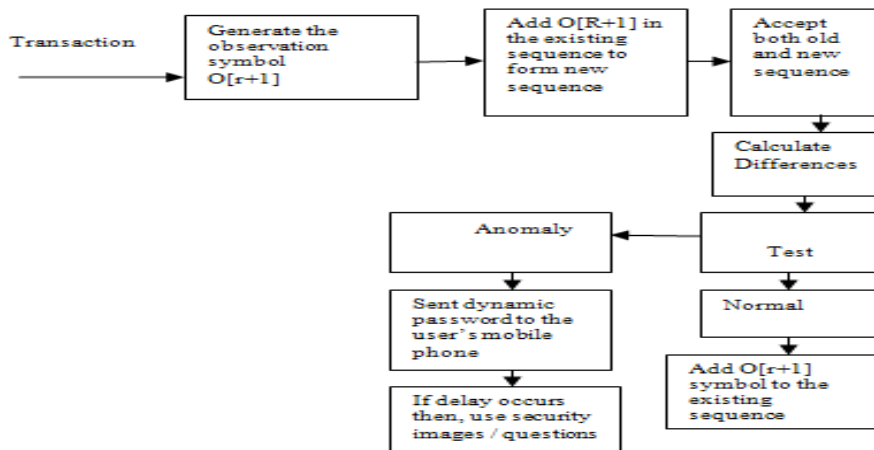 Transaction
Generate the
observation
symbol
O[r+1]
Add O[R+1] in
the existing
sequence to
form new
sequence
Accept
both old
and new
sequence
Calculate
Differences
Test
Anomaly
Sent dynamic
password to the
user's mobile
phone
If delay occurs
then, use security
images / questions
Normal
Add O[r+1]
symbol to the
existing
sequence